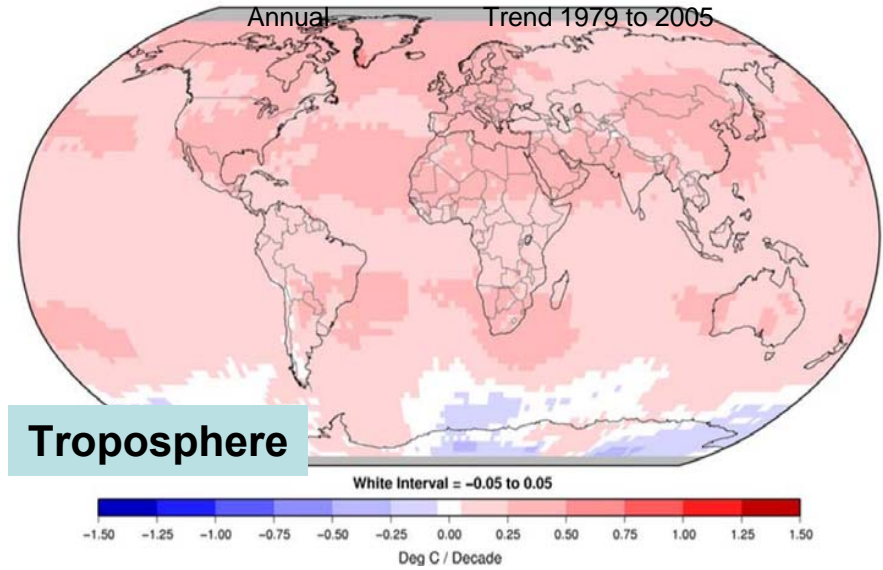 Annual Trend 1979 to 2005
Troposphere
White Interval = −0.05 to 0.05
−1.50 −1.25 −1.00 −0.75 −0.50 −0.25 0.00 0.25 0.50 0.75 1.00 1.25 1.50
Deg C / Decade